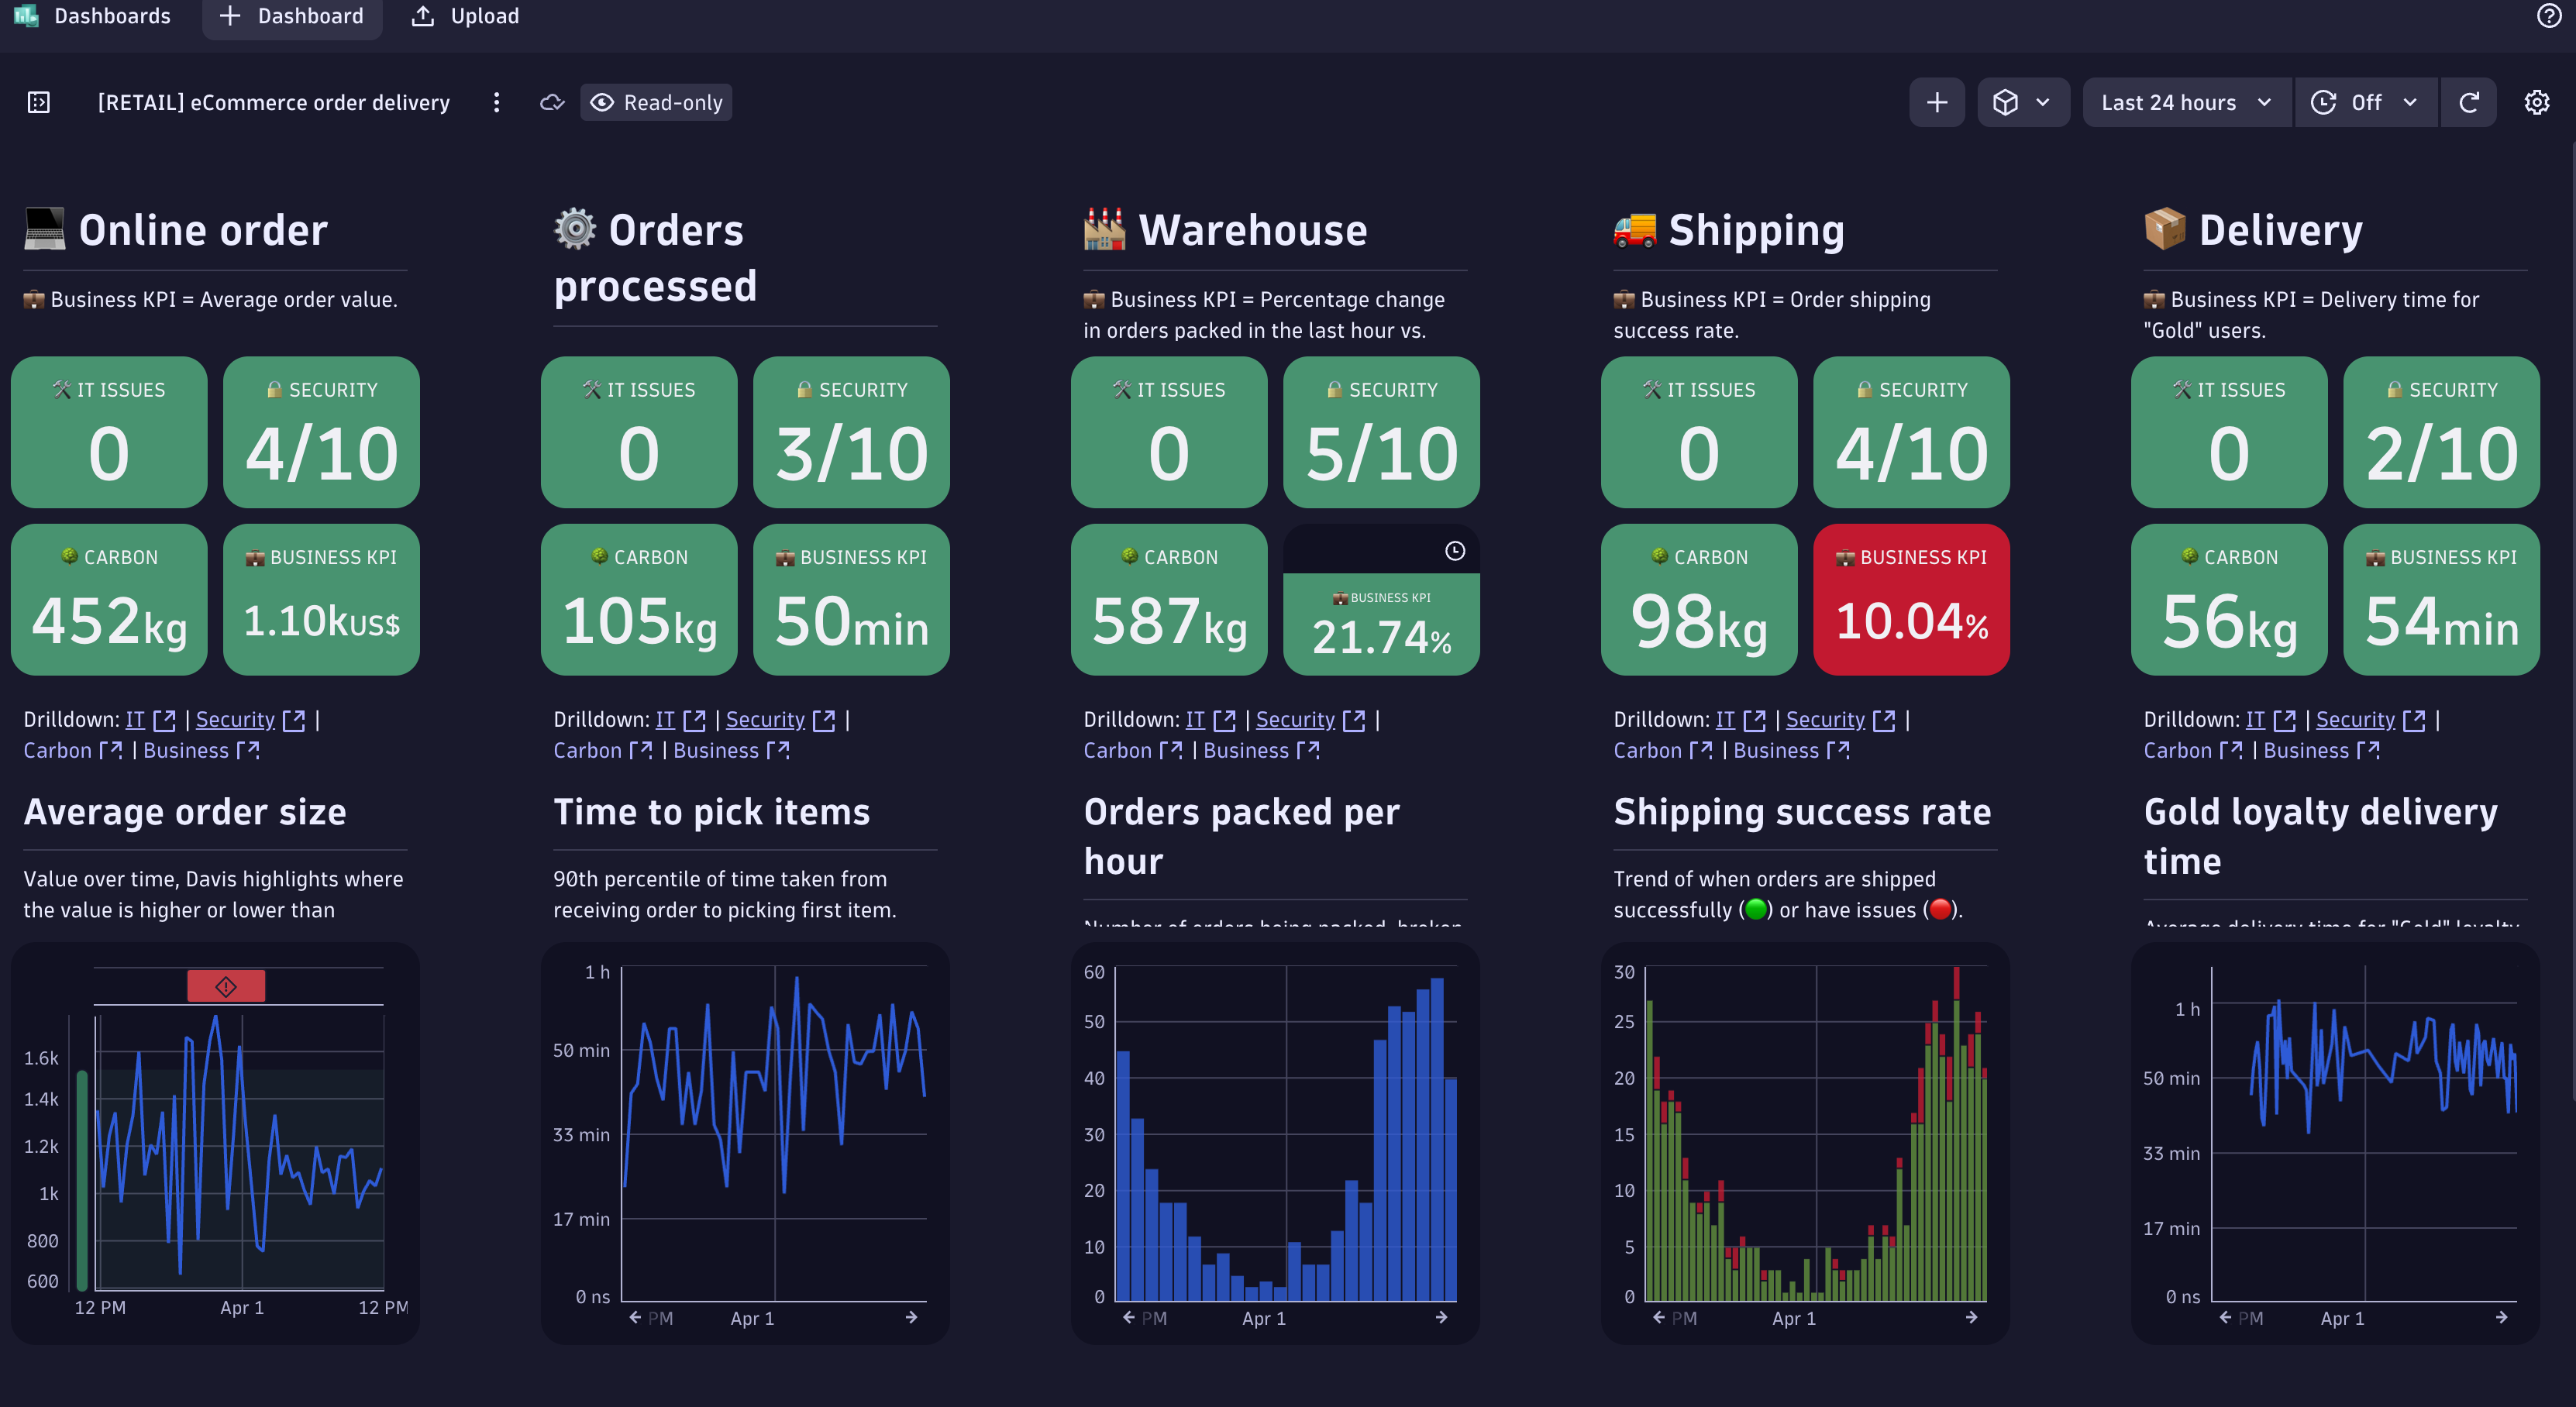 Dashboards
Dashboard
Upload
[RETAIL] eCommerce order delivery
Read-only
Last 24 hours
Off
Online order
Business KPI = Average order value.
IT ISSUES
0
SECURITY
4/10
CARBON
452kg
BUSINESS KPI
1.10kUS$
Drilldown: IT | Security |
Carbon | Business
Average order size
Value over time, Davis highlights where
the value is higher or lower than
1.6k
1.4k
1.2k
1k
800
600
12 PM
Apr 1
12 PM
Orders
processed
IT ISSUES
0
SECURITY
3/10
CARBON
105kg
BUSINESS KPI
50min
Drilldown: IT | Security |
Carbon | Business
Time to pick items
90th percentile of time taken from
receiving order to picking first item.
1 h
50 min
33 min
17 min
0 ns
PM
Apr 1
Warehouse
Business KPI = Percentage change
in orders packed in the last hour vs.
IT ISSUES
0
SECURITY
5/10
CARBON
587kg
BUSINESS KPI
21.74%
Drilldown: IT | Security |
Carbon | Business
Orders packed per
hour
Number of orders being packed, broken
60
50
40
30
20
10
0
PM
Apr 1
Shipping
Business KPI = Order shipping
success rate.
IT ISSUES
0
SECURITY
4/10
CARBON
98kg
BUSINESS KPI
10.04%
Drilldown: IT | Security |
Carbon | Business
Shipping success rate
Trend of when orders are shipped
successfully (🟢) or have issues (🔴).
30
25
20
15
10
5
0
PM
Apr 1
Delivery
Business KPI = Delivery time for
"Gold" users.
IT ISSUES
0
SECURITY
2/10
CARBON
56kg
BUSINESS KPI
54min
Drilldown: IT | Security |
Carbon | Business
Gold loyalty delivery
time
Average delivery time for "Gold" loyalty
1 h
50 min
33 min
17 min
0 ns
PM
Apr 1